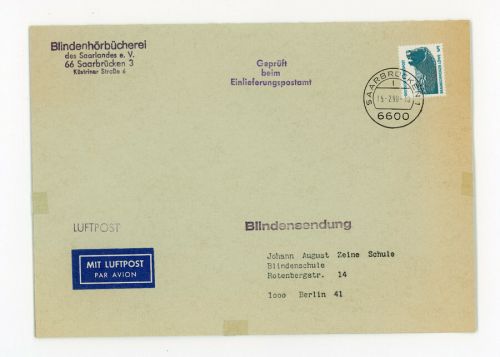 Blindenhörbücherei
des Saarlandes e. V.
66 Saarbrücken 3
Küstriner Straße 6
Geprüft
beim
Einlieferungspostamt
SAARBRÜCKEN 1
6600
LUFTPOST
MIT LUFTPOST
PAR AVION
Blindensendung
Johann August Zeine Schule
Blindenschule
Rotenbergstr. 14
1000 Berlin 41